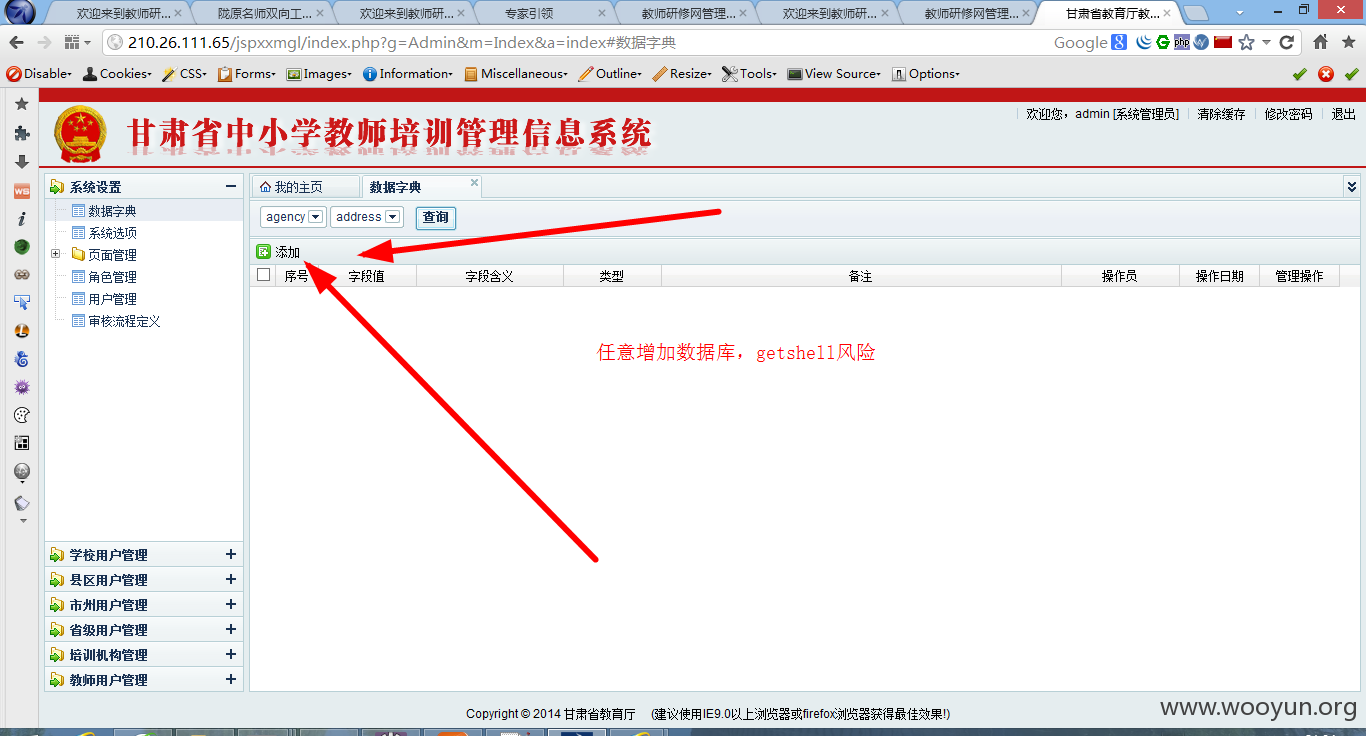 欢迎来到教师研...
陇原名师双向工...
欢迎来到教师研...
专家引领
教师研修网管理...
欢迎来到教师研...
教师研修网管理...
甘肃省教育厅教...
210.26.111.65/jspxxmgl/index.php?g=Admin&m=Index&a=index#数据字典
Google
Disable
Cookies
CSS
Forms
Images
Information
Miscellaneous
Outline
Resize
Tools
View Source
Options
甘肃省中小学教师培训管理信息系统
欢迎您，admin [系统管理员]
清除缓存
修改密码
退出
系统设置
数据字典
系统选项
页面管理
角色管理
用户管理
审核流程定义
学校用户管理
县区用户管理
市州用户管理
省级用户管理
培训机构管理
教师用户管理
我的主页
数据字典
agency
address
查询
添加
序号
字段值
字段含义
类型
备注
操作员
操作日期
管理操作
任意增加数据库，getshell风险
Copyright © 2014 甘肃省教育厅 (建议使用IE9.0以上浏览器或firefox浏览器获得最佳效果!)
www.wooyun.org